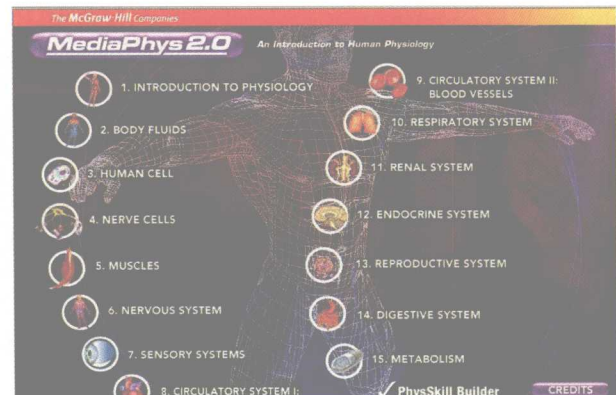 The McGraw-Hill Companies
MediaPhys 2.0
An Introduction to Human Physiology
1. INTRODUCTION TO PHYSIOLOGY
2. BODY FLUIDS
3. HUMAN CELL
4. NERVE CELLS
5. MUSCLES
6. NERVOUS SYSTEM
7. SENSORY SYSTEMS
8. CIRCULATORY SYSTEM I:
9. CIRCULATORY SYSTEM II:
BLOOD VESSELS
10. RESPIRATORY SYSTEM
11. RENAL SYSTEM
12. ENDOCRINE SYSTEM
13. REPRODUCTIVE SYSTEM
14. DIGESTIVE SYSTEM
15. METABOLISM
✓ PhysSkill Builder
CREDITS